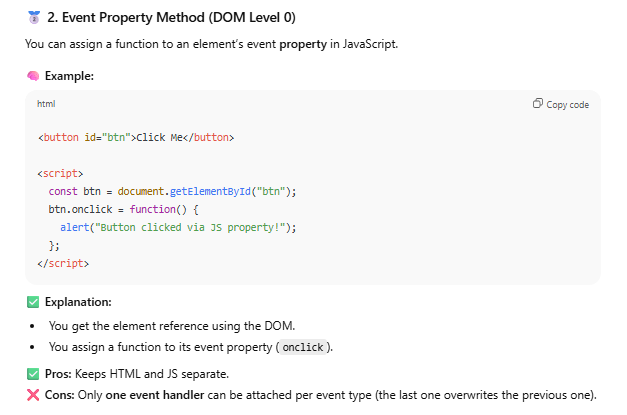 🥈 2. Event Property Method (DOM Level 0)
You can assign a function to an element's event property in JavaScript.
🧠 Example:
html Copy code
<button id="btn">Click Me</button>
<script>
  const btn = document.getElementById("btn");
  btn.onclick = function() {
    alert("Button clicked via JS property!");
  };
</script>
✅ Explanation:
• You get the element reference using the DOM.
• You assign a function to its event property ( onclick ).
✅ Pros: Keeps HTML and JS separate.
❌ Cons: Only one event handler can be attached per event type (the last one overwrites the previous one).